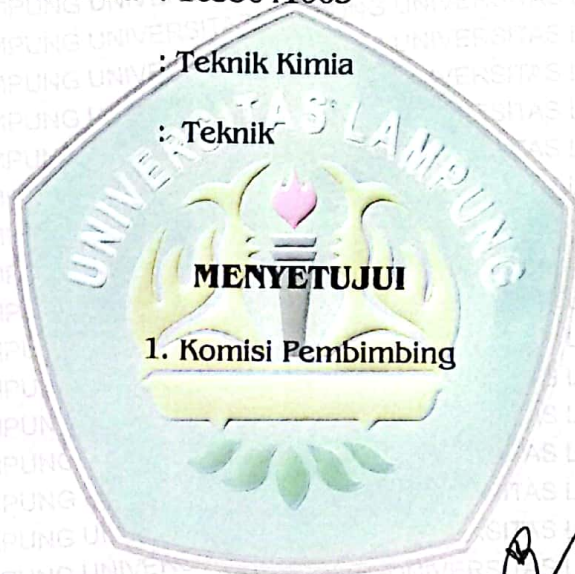 : Teknik Kimia
: Teknik
UNIVERSITAS LAMPUNG
MENYETUJUI
1. Komisi Pembimbing